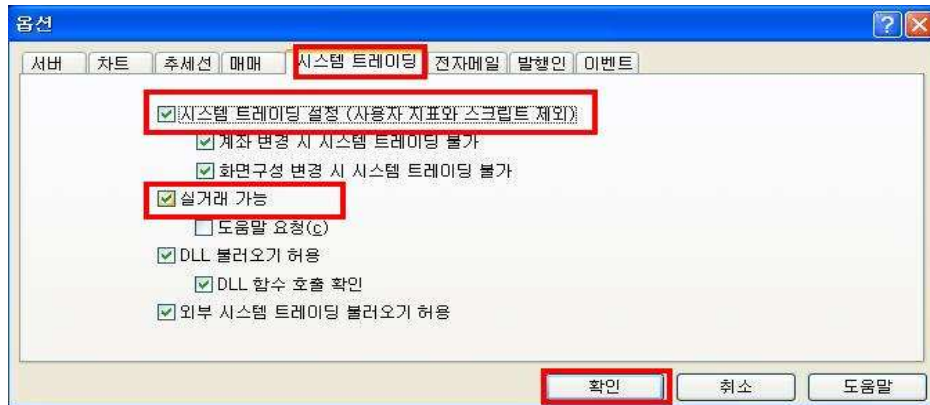 옵션
서버 차트 추세선 매매 시스템 트레이딩 전자메일 발행인 이벤트
시스템 트레이딩 설정 (사용자 지표와 스크립트 제외)
계좌 변경 시 시스템 트레이딩 불가
화면구성 변경 시 시스템 트레이딩 불가
실거래 가능
도움말 요청(c)
DLL 불러오기 허용
DLL 함수 호출 확인
외부 시스템 트레이딩 불러오기 허용
확인 취소 도움말